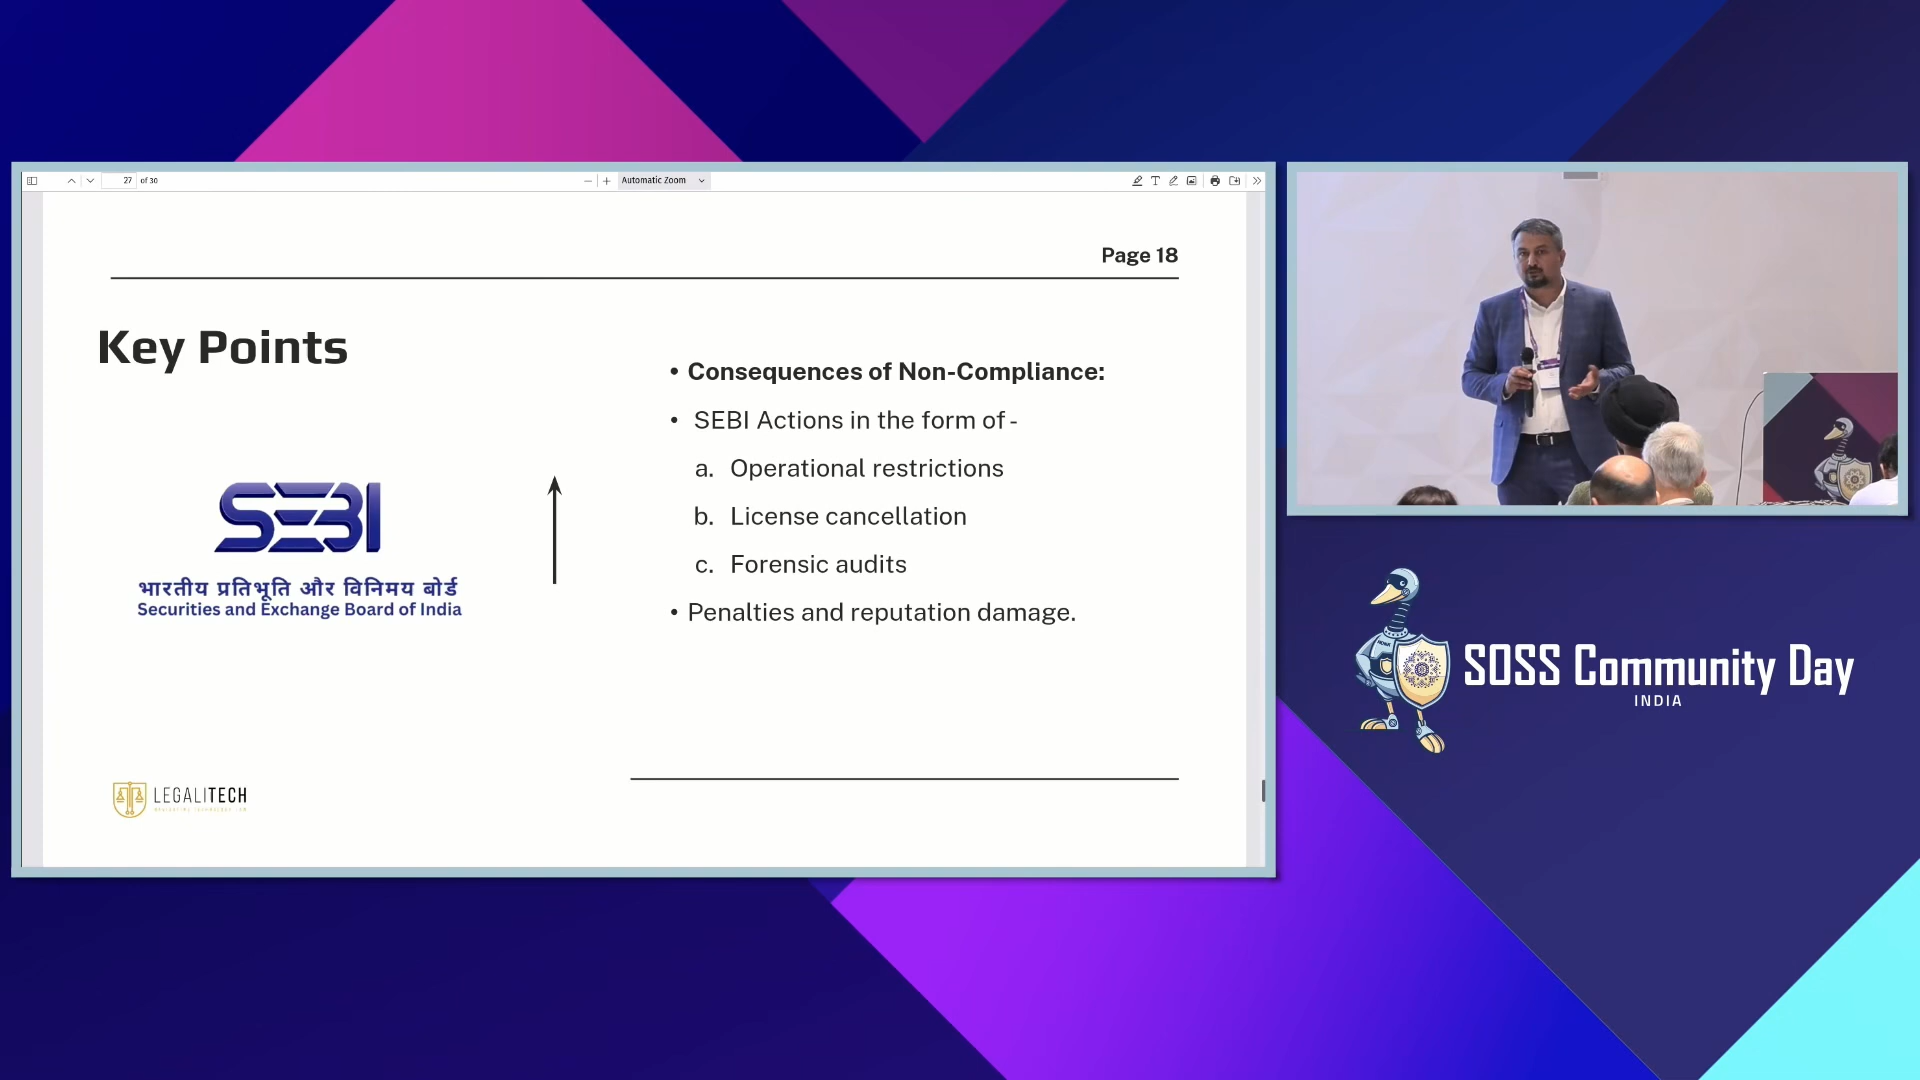 27 of 30
Automatic Zoom
Page 18
Key Points
• Consequences of Non-Compliance:
• SEBI Actions in the form of -
a. Operational restrictions
b. License cancellation
c. Forensic audits
• Penalties and reputation damage.
SEBI
भारतीय प्रतिभूति और विनिमय बोर्ड
Securities and Exchange Board of India
LEGALITECH
SOSS Community Day
INDIA